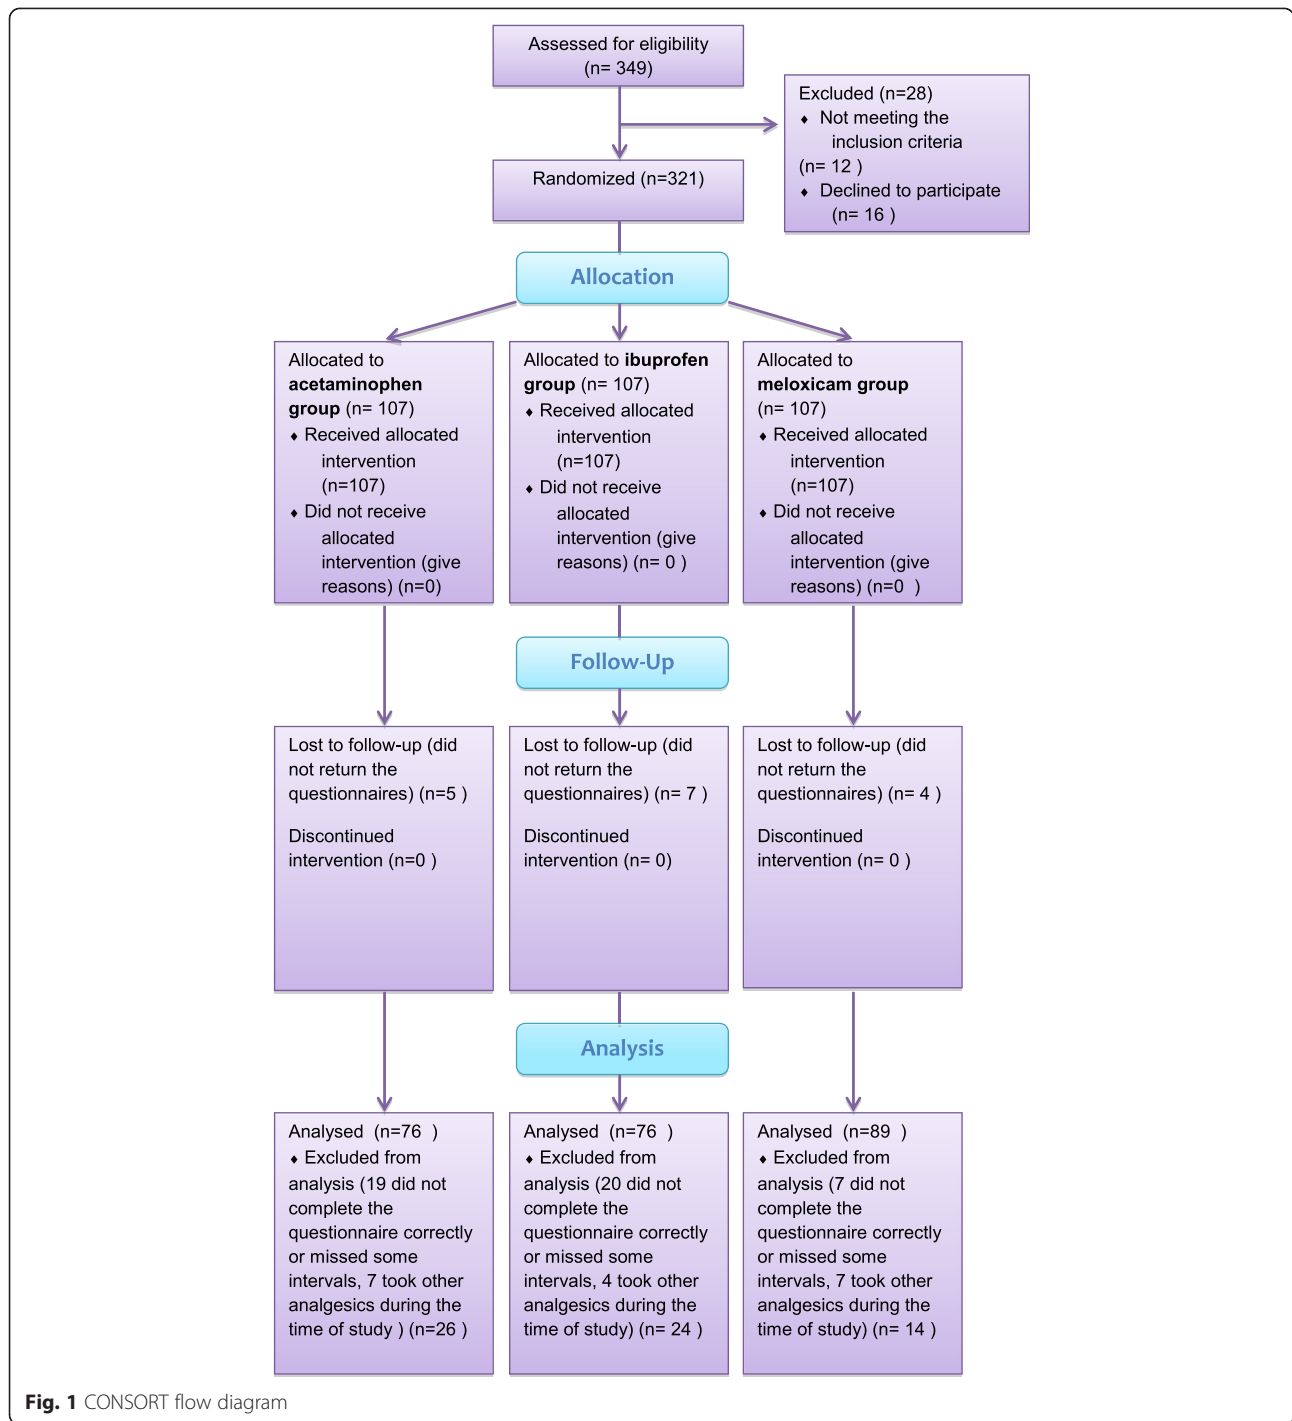 Assessed for eligibility
(n= 349)
Excluded (n=28)
♦ Not meeting the
inclusion criteria
(n= 12 )
♦ Declined to participate
(n= 16 )
Randomized (n=321)
Allocation
Allocated to
acetaminophen
group (n= 107)
♦ Received allocated
intervention
(n=107)
♦ Did not receive
allocated
intervention (give
reasons) (n=0)
Allocated to ibuprofen
group (n= 107)
♦ Received allocated
intervention
(n=107)
♦ Did not receive
allocated
intervention (give
reasons) (n= 0 )
Allocated to
meloxicam group
(n= 107)
♦ Received allocated
intervention
(n=107)
♦ Did not receive
allocated
intervention (give
reasons) (n=0 )
Follow-Up
Lost to follow-up (did
not return the
questionnaires) (n=5 )
Discontinued
intervention (n=0 )
Lost to follow-up (did
not return the
questionnaires) (n= 7 )
Discontinued
intervention (n= 0)
Lost to follow-up (did
not return the
questionnaires) (n= 4 )
Discontinued
intervention (n= 0 )
Analysis
Analysed (n=76 )
♦ Excluded from
analysis (19 did not
complete the
questionnaire correctly
or missed some
intervals, 7 took other
analgesics during the
time of study ) (n=26 )
Analysed (n=76 )
♦ Excluded from
analysis (20 did not
complete the
questionnaire correctly
or missed some
intervals, 4 took other
analgesics during the
time of study) (n= 24 )
Analysed (n=89 )
♦ Excluded from
analysis (7 did not
complete the
questionnaire correctly
or missed some
intervals, 7 took other
analgesics during the
time of study) (n= 14 )
Fig. 1 CONSORT flow diagram